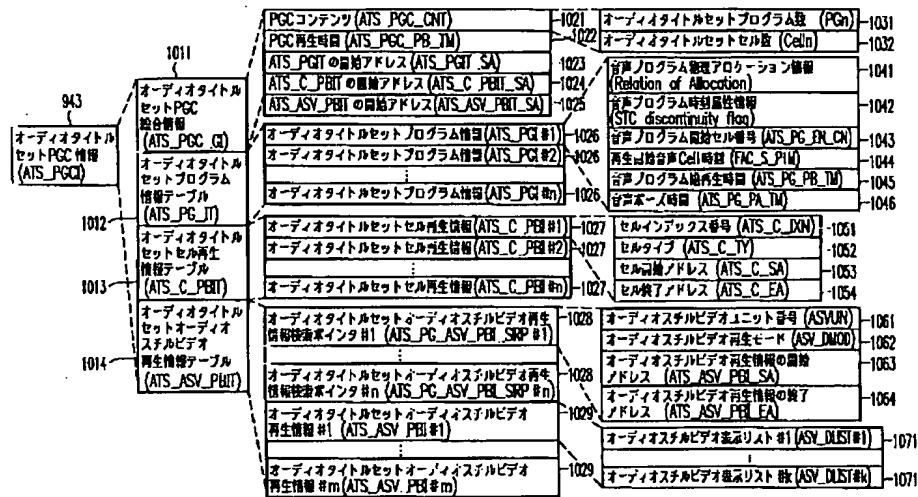 943
オーディオタイトル
セットPGC情報
(ATS_PGCI)
1011
オーディオタイトル
セットPGC
総合情報
(ATS_PGC_GI)
オーディオタイトル
セットプログラム
情報テーブル
(ATS_PG_IT)
1012
オーディオタイトル
セットセル再生
情報テーブル
(ATS_C_PBIT)
1013
オーディオタイトル
セットオーディオ
スチルビデオ
再生情報テーブル
(ATS_ASV_PBIT)
1014
PGCコンテンツ(ATS_PGC_CNT)
1021
PGC再生時間(ATS_PGC_PB_TM)
1022
ATS_PGITの開始アドレス(ATS_PGIT_SA)
1023
ATS_C_PBITの開始アドレス(ATS_C_PBIT_SA)
1024
ATS_ASV_PBITの開始アドレス(ATS_ASV_PBIT_SA)
1025
オーディオタイトルセットプログラム情報(ATS_PGI#1)
1026
オーディオタイトルセットプログラム情報(ATS_PGI#2)
1026
オーディオタイトルセットプログラム情報(ATS_PGI#n)
1026
オーディオタイトルセットセル再生情報(ATS_C_PBI#1)
1027
オーディオタイトルセットセル再生情報(ATS_C_PBI#2)
1027
オーディオタイトルセットセル再生情報(ATS_C_PBI#n)
1027
オーディオタイトルセットオーディオスチルビデオ再生
情報検索ポインタ#1(ATS_PG_ASV_PBI_SRP#1)
1028
オーディオタイトルセットオーディオスチルビデオ再生
情報検索ポインタ#n(ATS_PG_ASV_PBI_SRP#n)
1028
オーディオタイトルセットオーディオスチルビデオ
再生情報#1(ATS_ASV_PBI#1)
1029
オーディオタイトルセットオーディオスチルビデオ
再生情報#m(ATS_ASV_PBI#m)
1029
オーディオタイトルセットプログラム数(PGn)
1031
オーディオタイトルセットセル数(Celln)
1032
音声プログラム物理アロケーション情報
(Relation of Allocation)
1041
音声プログラム時刻属性情報
(STC discontinuity flag)
1042
音声プログラム開始セル番号(ATS_PG_EN_CN)
1043
再生開始音声Cell時刻(FAC_S_PTM)
1044
音声プログラム総再生時間(ATS_PG_PB_TM)
1045
音声ポーズ時間(ATS_PG_PA_TM)
1046
セルインデックス番号(ATS_C_IXN)
1051
セルタイプ(ATS_C_TY)
1052
セル開始アドレス(ATS_C_SA)
1053
セル終了アドレス(ATS_C_EA)
1054
オーディオスチルビデオユニット番号(ASVUN)
1061
オーディオスチルビデオ再生モード(ASV_DMOD)
1062
オーディオスチルビデオ再生情報の開始
アドレス(ATS_ASV_PBI_SA)
1063
オーディオスチルビデオ再生情報の終了
アドレス(ATS_ASV_PBI_EA)
1064
オーディオスチルビデオ表示リスト#1(ASV_DLIST#1)
1071
オーディオスチルビデオ表示リスト#k(ASV_DLIST#k)
1071